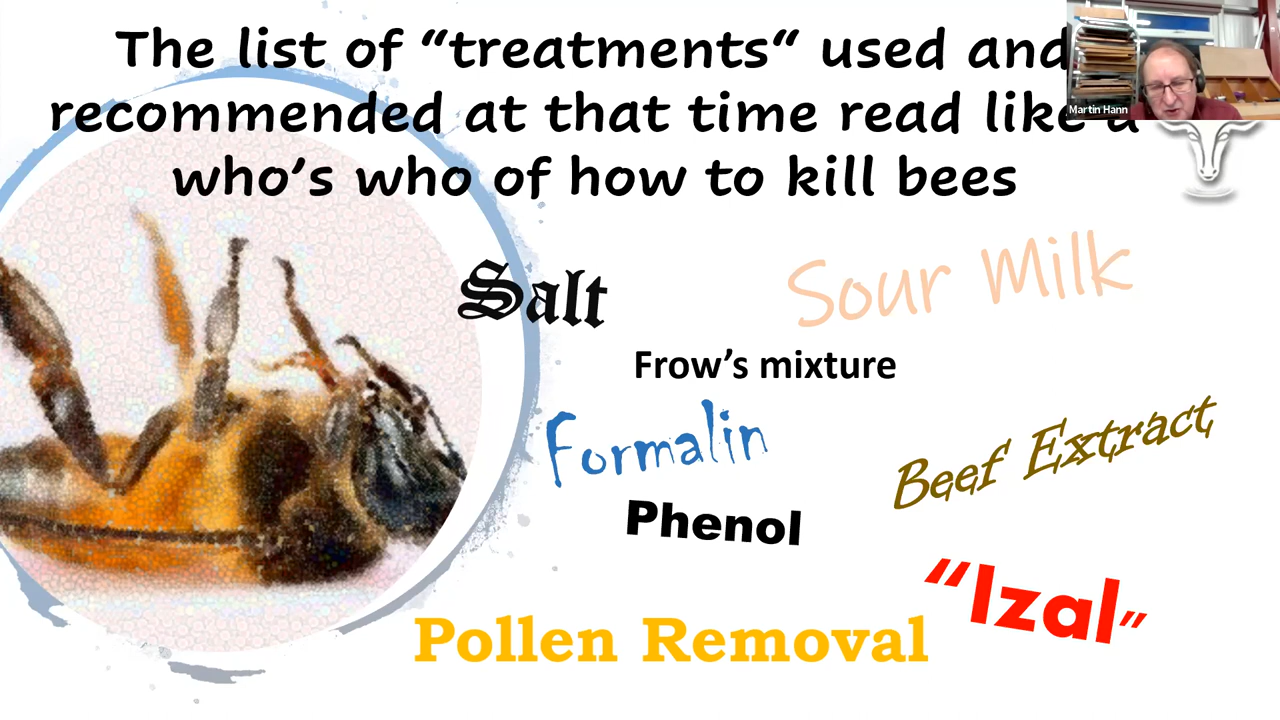 The list of “treatments“ used and
recommended at that time read like a
who’s who of how to kill bees
Martin Hann
Salt
Sour Milk
Frow’s mixture
Formalin
Beef Extract
Phenol
“Izal”
Pollen Removal